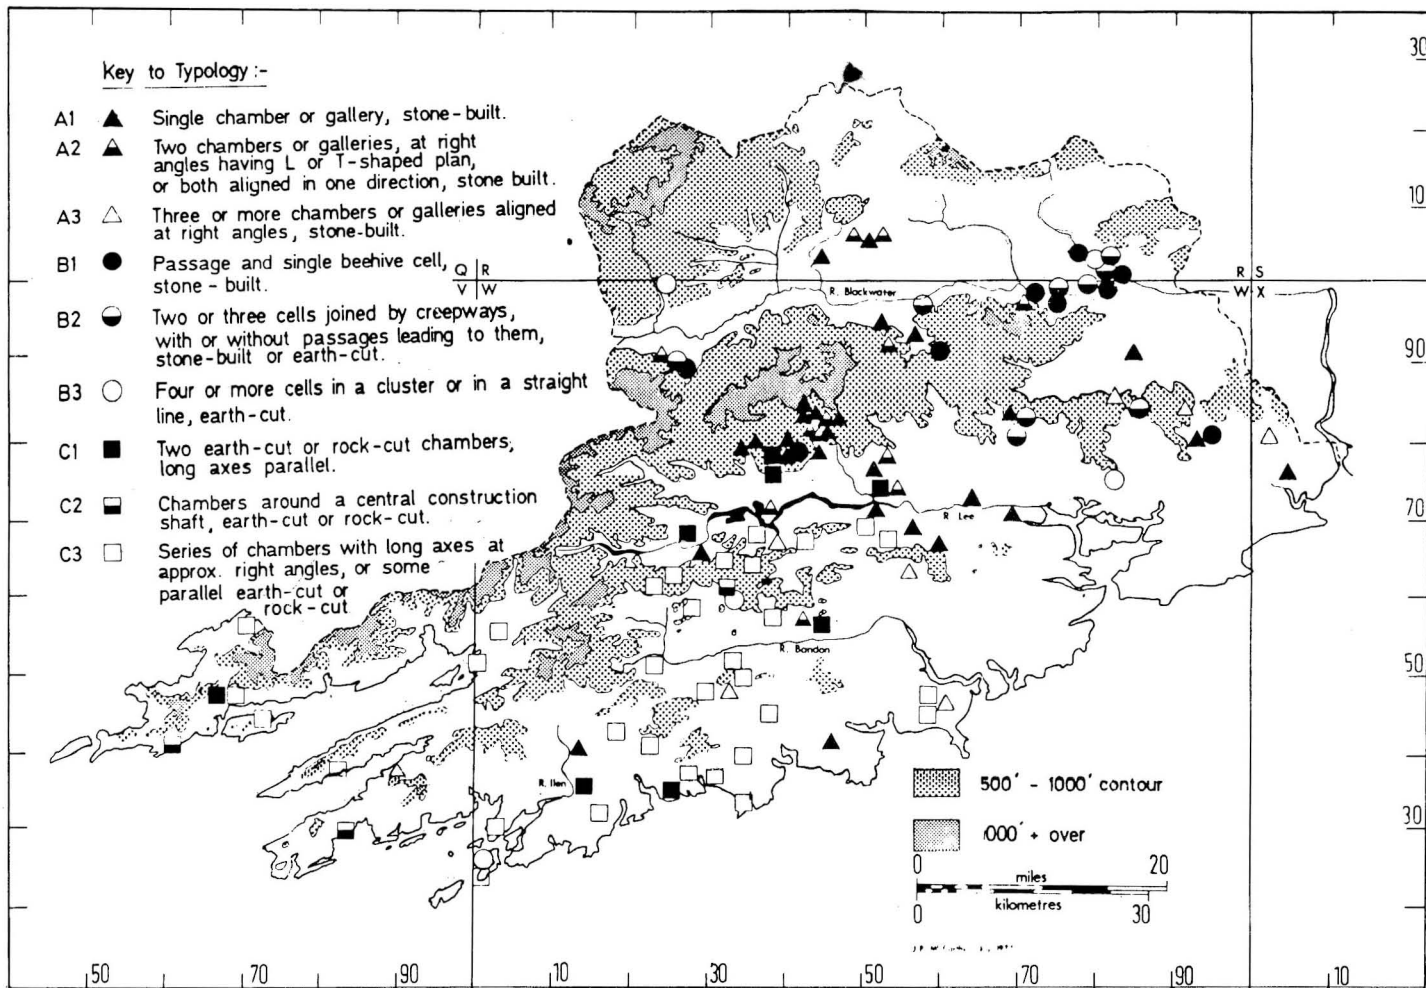 Key to Typology :-
A1 Single chamber or gallery, stone-built.
A2 Two chambers or galleries, at right
angles having L or T-shaped plan,
or both aligned in one direction, stone built.
A3 Three or more chambers or galleries aligned
at right angles, stone-built.
B1 Passage and single beehive cell,
stone - built.
B2 Two or three cells joined by creepways,
with or without passages leading to them,
stone-built or earth-cut.
B3 Four or more cells in a cluster or in a straight
line, earth-cut.
C1 Two earth-cut or rock-cut chambers,
long axes parallel.
C2 Chambers around a central construction
shaft, earth-cut or rock-cut.
C3 Series of chambers with long axes at
approx. right angles, or some
parallel earth-cut or
rock-cut
Q R
V W
R S
W X
R. Blackwater
R. Lee
R. Bandon
R. Ilen
30
10
90
70
50
30
500' - 1000' contour
000' + over
0 20
miles
kilometres
0 30
50 70 90 10 30 50 70 90 10